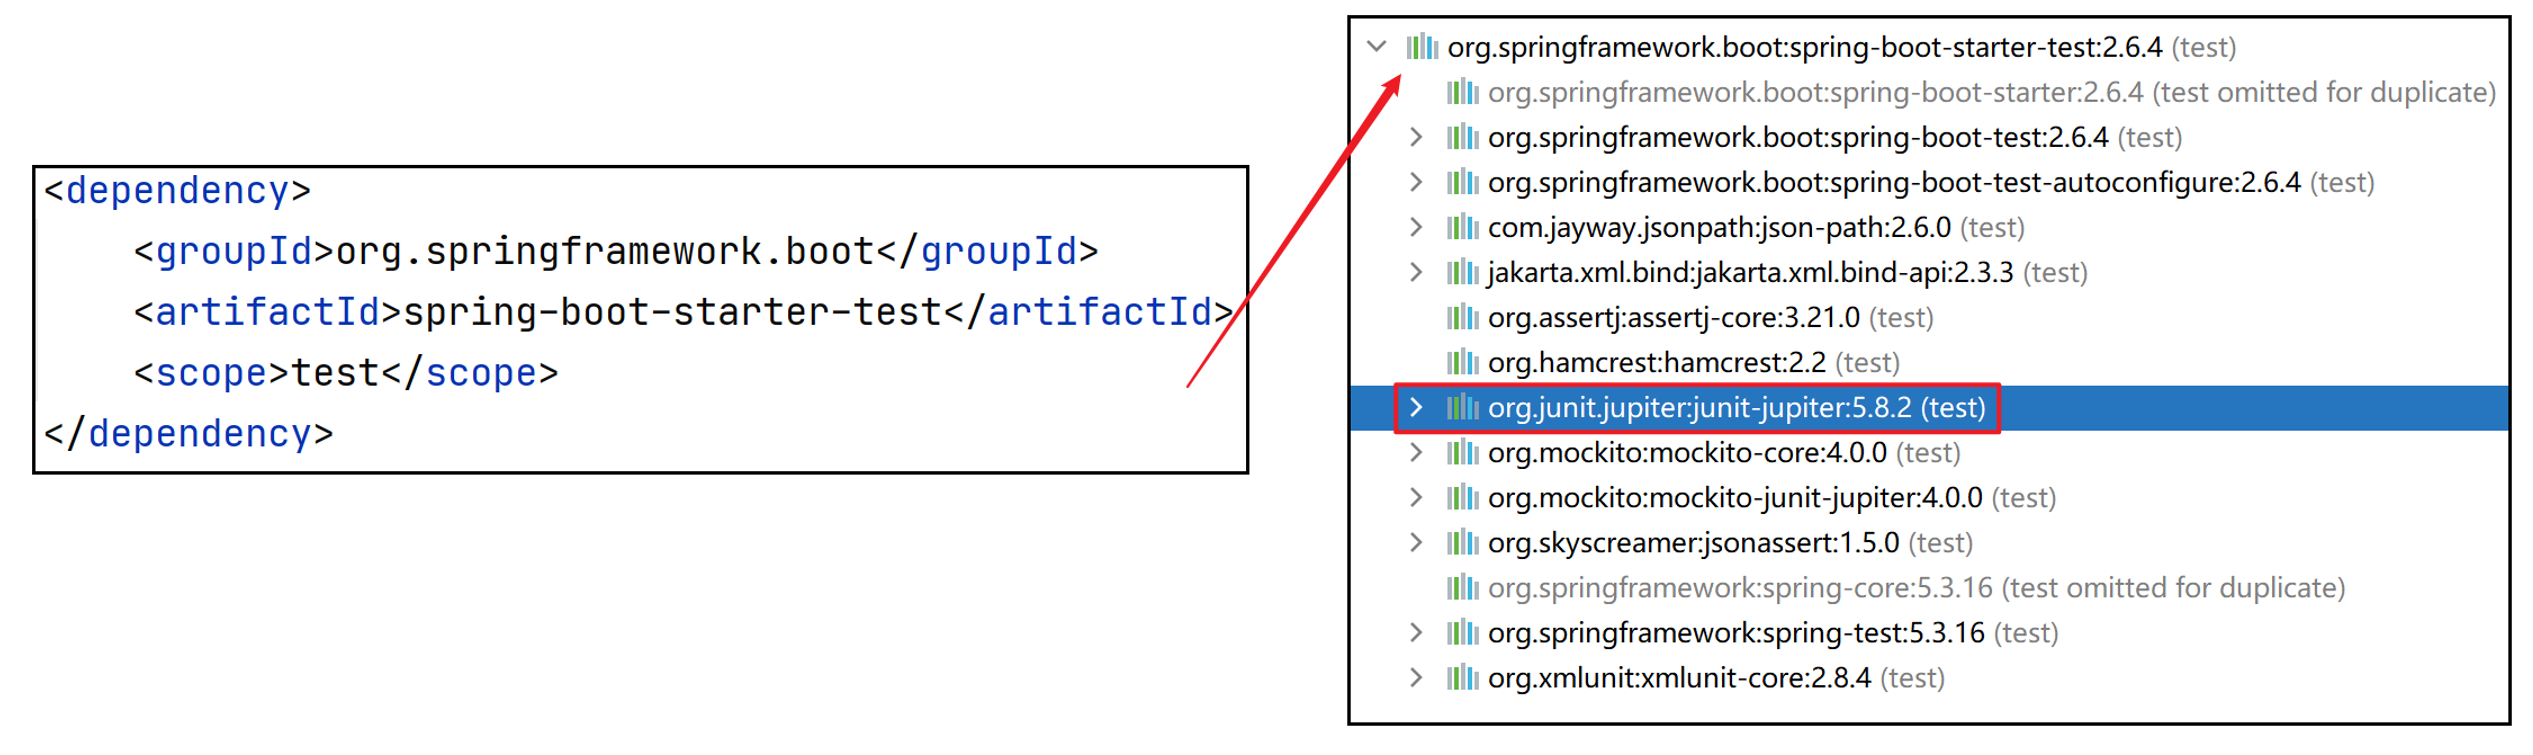 <dependency>
<groupId>org.springframework.boot</groupId>
<artifactId>spring-boot-starter-test</artifactId>
<scope>test</scope>
</dependency>
org.springframework.boot:spring-boot-starter-test:2.6.4 (test)
org.springframework.boot:spring-boot-starter:2.6.4 (test omitted for duplicate)
org.springframework.boot:spring-boot-test:2.6.4 (test)
org.springframework.boot:spring-boot-test-autoconfigure:2.6.4 (test)
com.jayway.jsonpath:json-path:2.6.0 (test)
jakarta.xml.bind:jakarta.xml.bind-api:2.3.3 (test)
org.assertj:assertj-core:3.21.0 (test)
org.hamcrest:hamcrest:2.2 (test)
org.junit.jupiter:junit-jupiter:5.8.2 (test)
org.mockito:mockito-core:4.0.0 (test)
org.mockito:mockito-junit-jupiter:4.0.0 (test)
org.skyscreamer:jsonassert:1.5.0 (test)
org.springframework:spring-core:5.3.16 (test omitted for duplicate)
org.springframework:spring-test:5.3.16 (test)
org.xmlunit:xmlunit-core:2.8.4 (test)